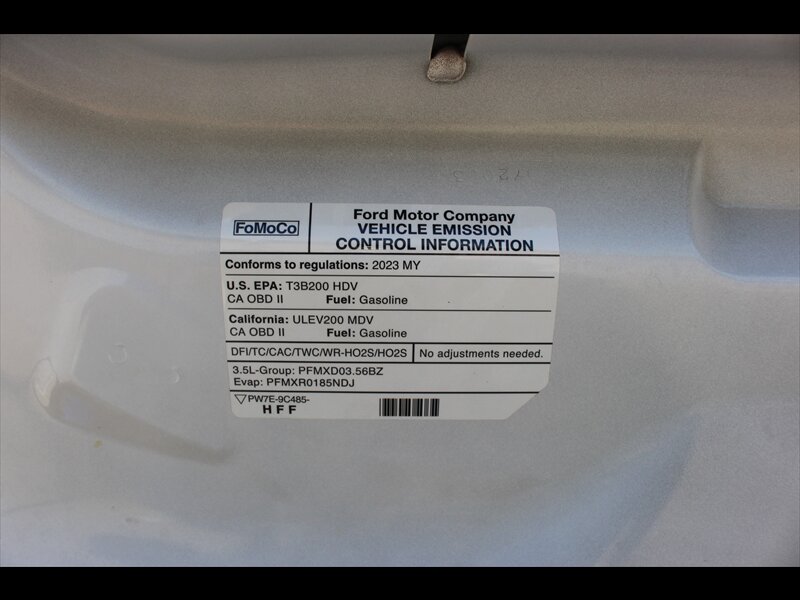 FoMoCo
Ford Motor Company
VEHICLE EMISSION
CONTROL INFORMATION
Conforms to regulations: 2023 MY
U.S. EPA: T3B200 HDV
CA OBD II Fuel: Gasoline
California: ULEV200 MDV
CA OBD II Fuel: Gasoline
DFI/TC/CAC/TWC/WR-HO2S/HO2S No adjustments needed.
3.5L-Group: PFMXD03.56BZ
Evap: PFMXR0185NDJ
PW7E-9C485-
HFF